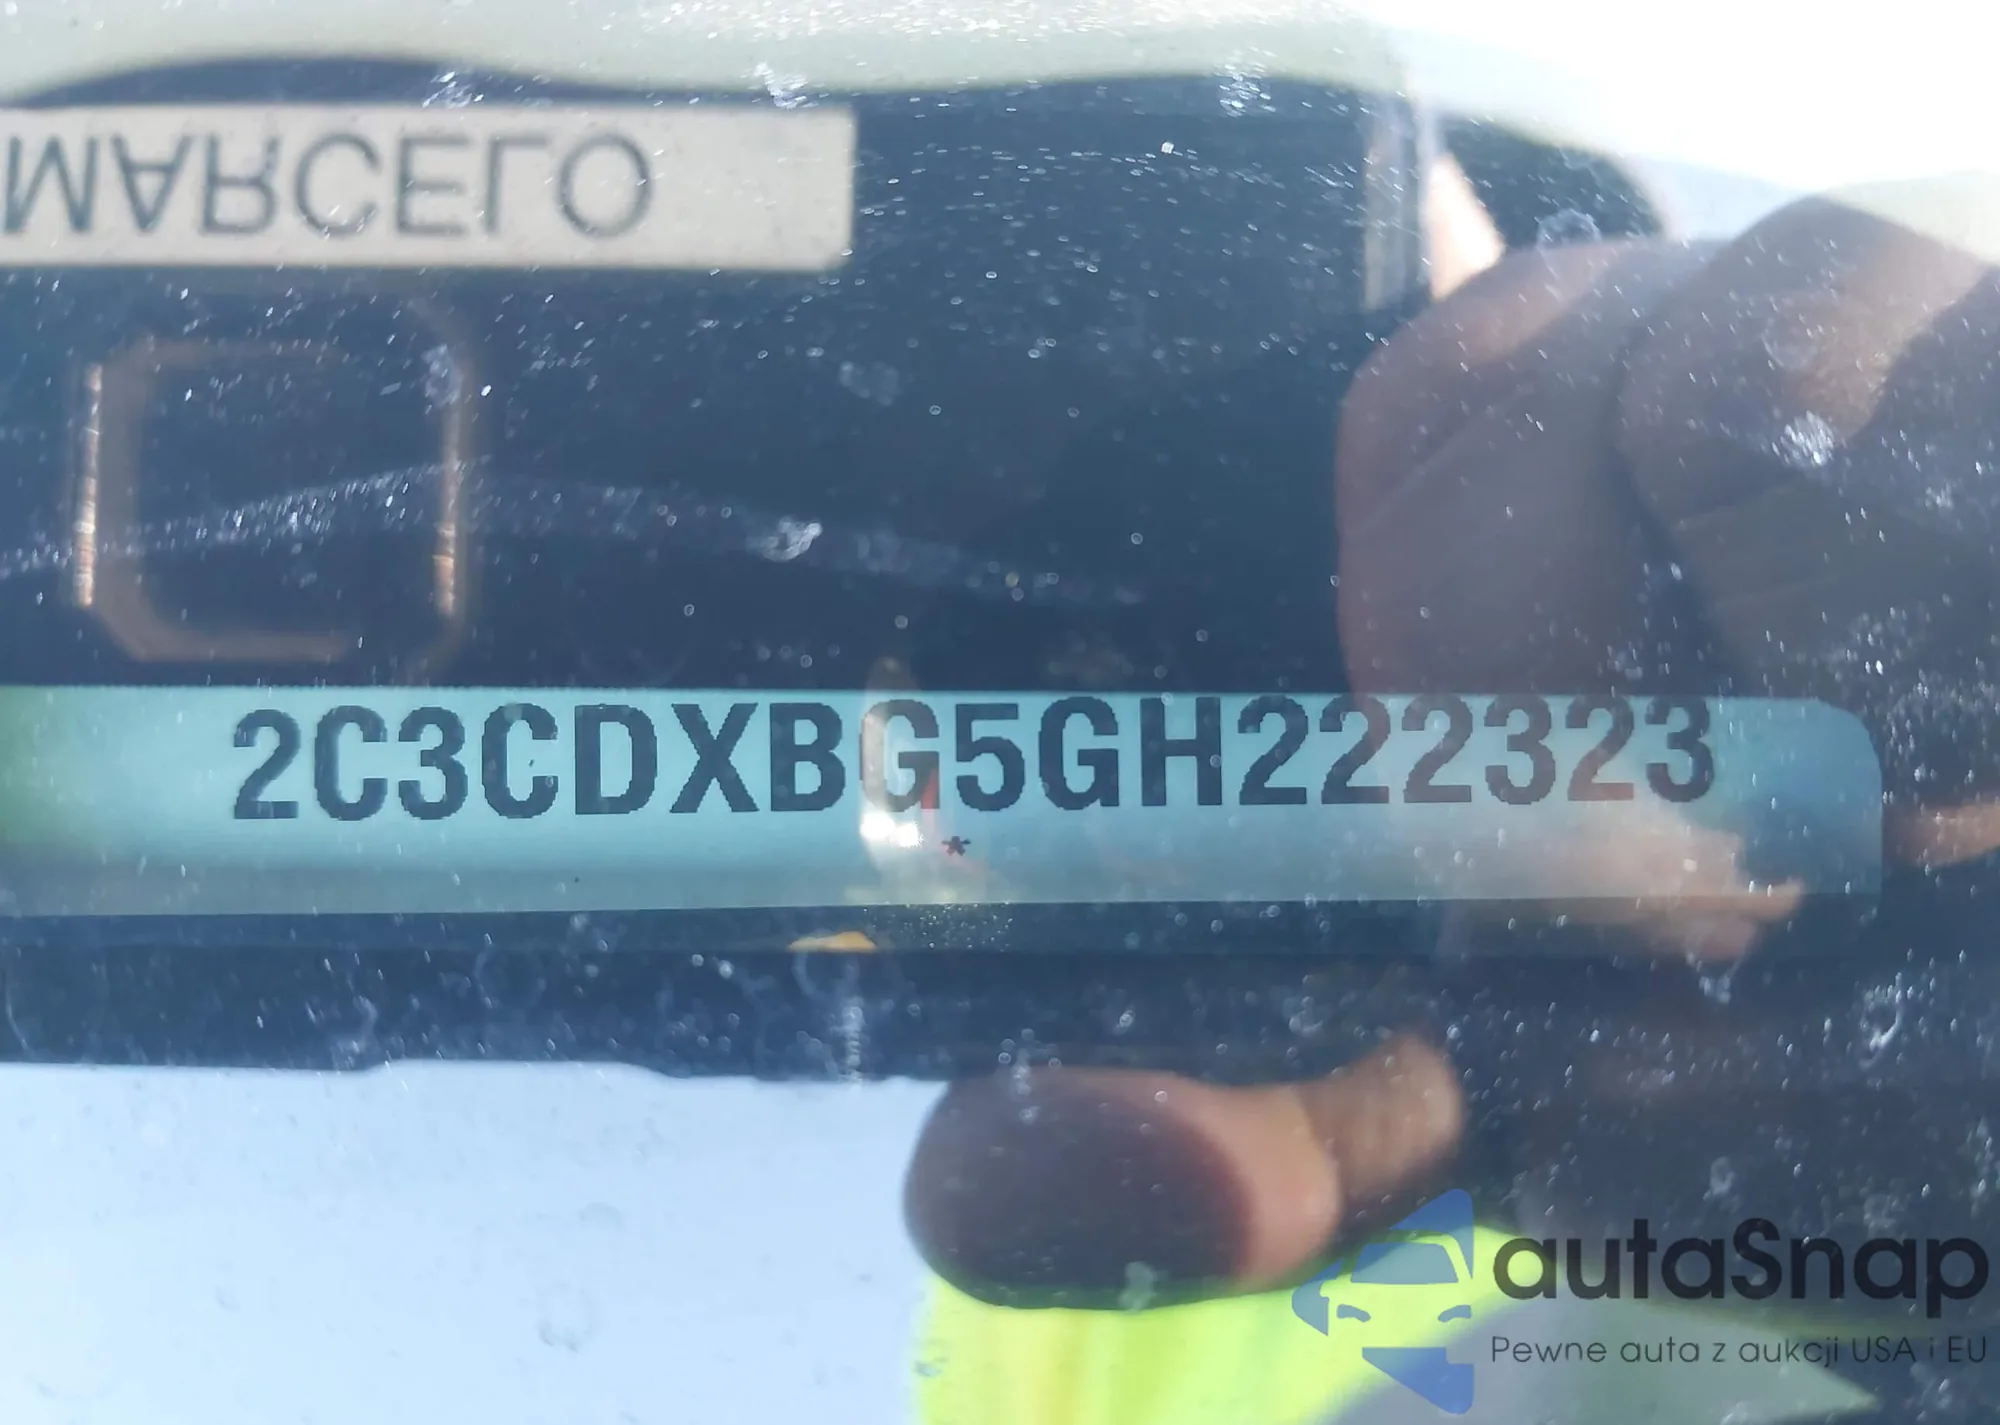 MARCELO
2C3CDXBG5GH222323
*
autaSnap
Pewne auta z aukcji USA i EU